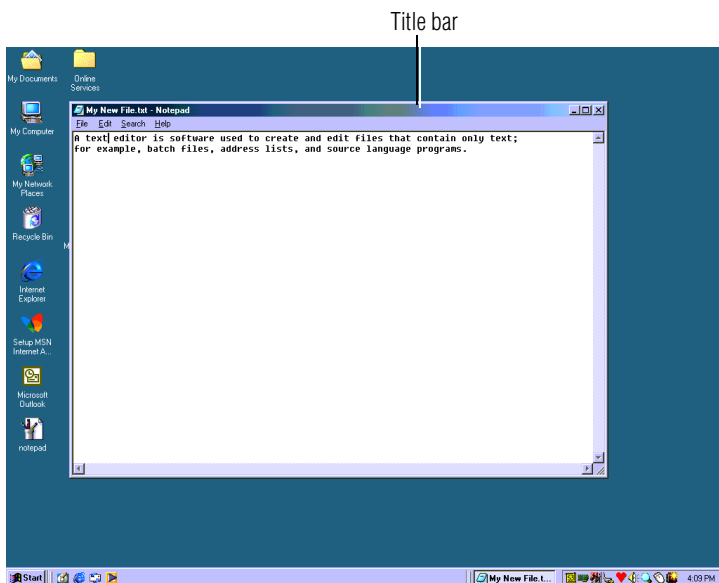 Title bar
My Documents
Online
Services
My New File.txt - Notepad
File Edit Search Help
A text editor is software used to create and edit files that contain only text;
for example, batch files, address lists, and source language programs.
My Computer
My Network
Places
Recycle Bin
M
Internet
Explorer
Setup MSN
Internet A...
Microsoft
Outlook
notepad
Start
My New File.t...
4:09 PM